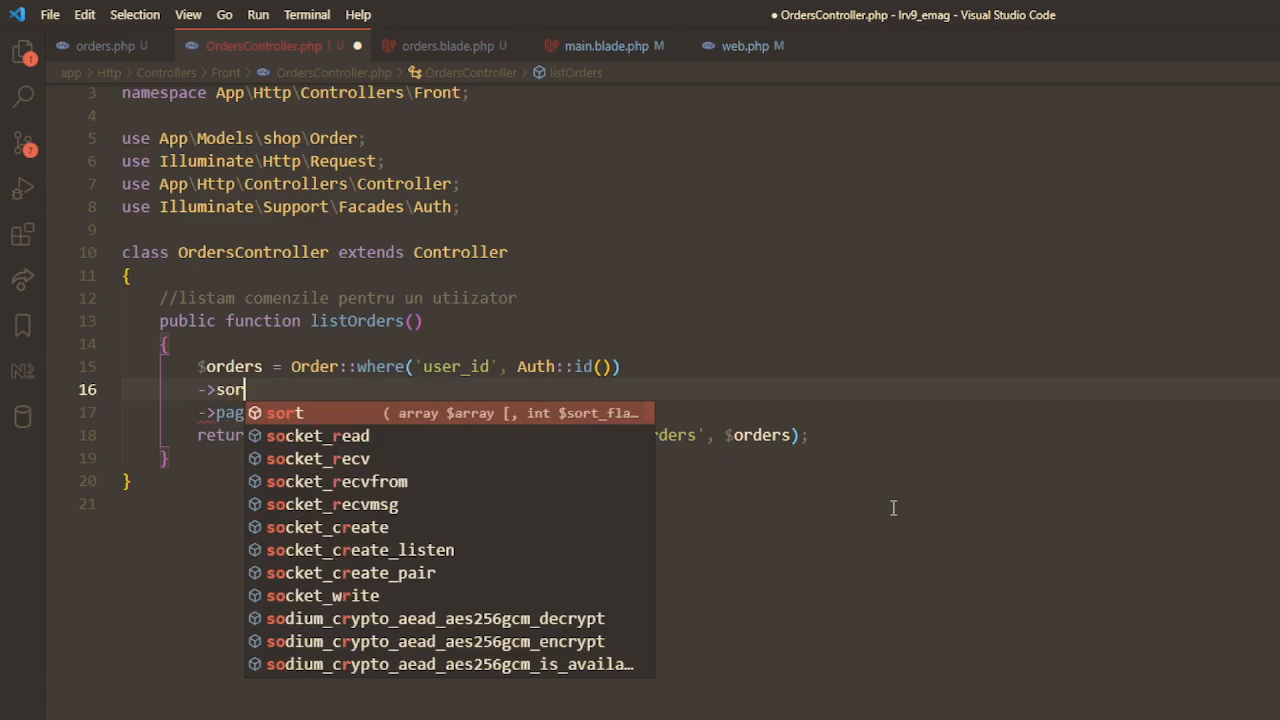 File Edit Selection View Go Run Terminal Help
● OrdersController.php - lrv9_emag - Visual Studio Code
orders.php U
OrdersController.php 1, U ●
orders.blade.php U
main.blade.php M
web.php M
app > Http > Controllers > Front > OrdersController.php > OrdersController > listOrders
3 namespace App\Http\Controllers\Front;
4
5 use App\Models\shop\Order;
6 use Illuminate\Http\Request;
7 use App\Http\Controllers\Controller;
8 use Illuminate\Support\Facades\Auth;
9
10 class OrdersController extends Controller
11 {
12 //listam comenzile pentru un utiizator
13 public function listOrders()
14 {
15 $orders = Order::where('user_id', Auth::id())
16 ->sor
sort ( array $array [, int $sort_fla…
17 ->pag
socket_read
18 retur rders', $orders);
socket_recv
19 }
socket_recvfrom
20 }
socket_recvmsg
21
socket_create
socket_create_listen
socket_create_pair
socket_write
sodium_crypto_aead_aes256gcm_decrypt
sodium_crypto_aead_aes256gcm_encrypt
sodium_crypto_aead_aes256gcm_is_availa…
1
7